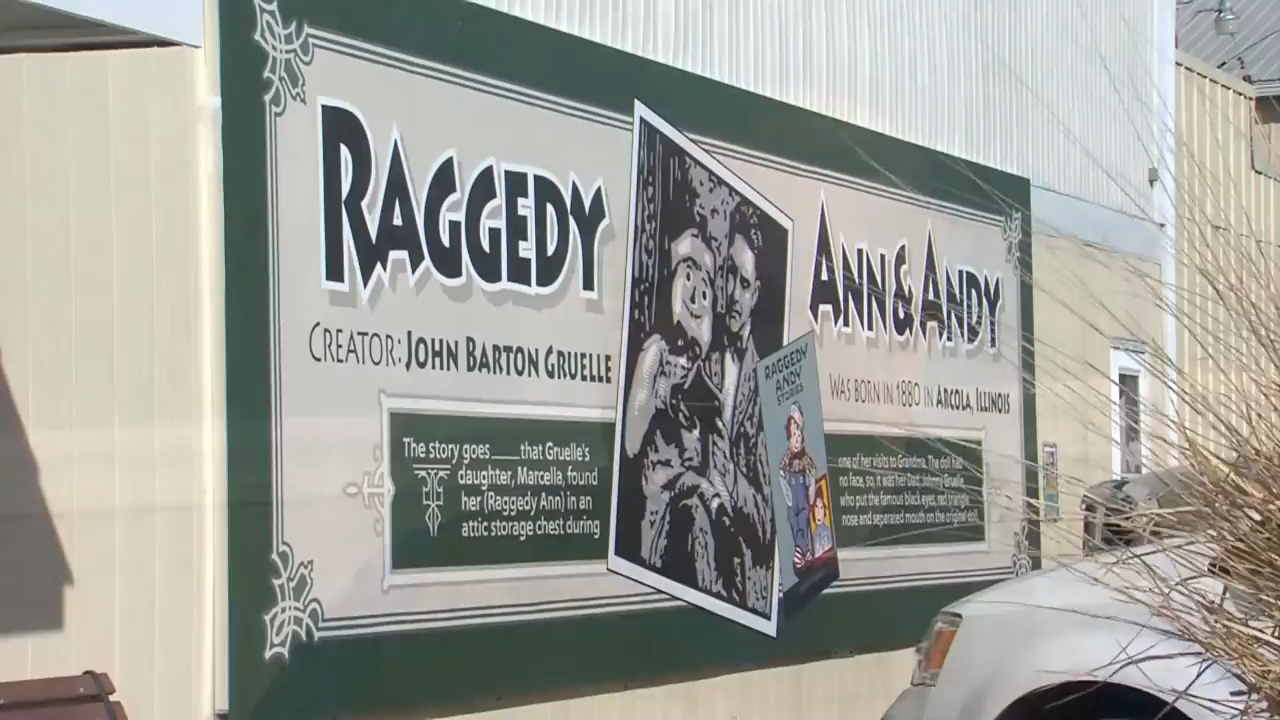 RAGGEDY
ANN & ANDY
CREATOR: JOHN BARTON GRUELLE
WAS BORN IN 1880 IN ARCOLA, ILLINOIS
The story goes ____ that Gruelle's
daughter, Marcella, found
her (Raggedy Ann) in an
attic storage chest during
RAGGEDY
ANDY
STORIES
one of her visits to Grandma. The doll had
no face, so, it was her Dad, Johnny Gruelle,
who put the famous black eyes, red triangle
nose and separated mouth on the original doll.